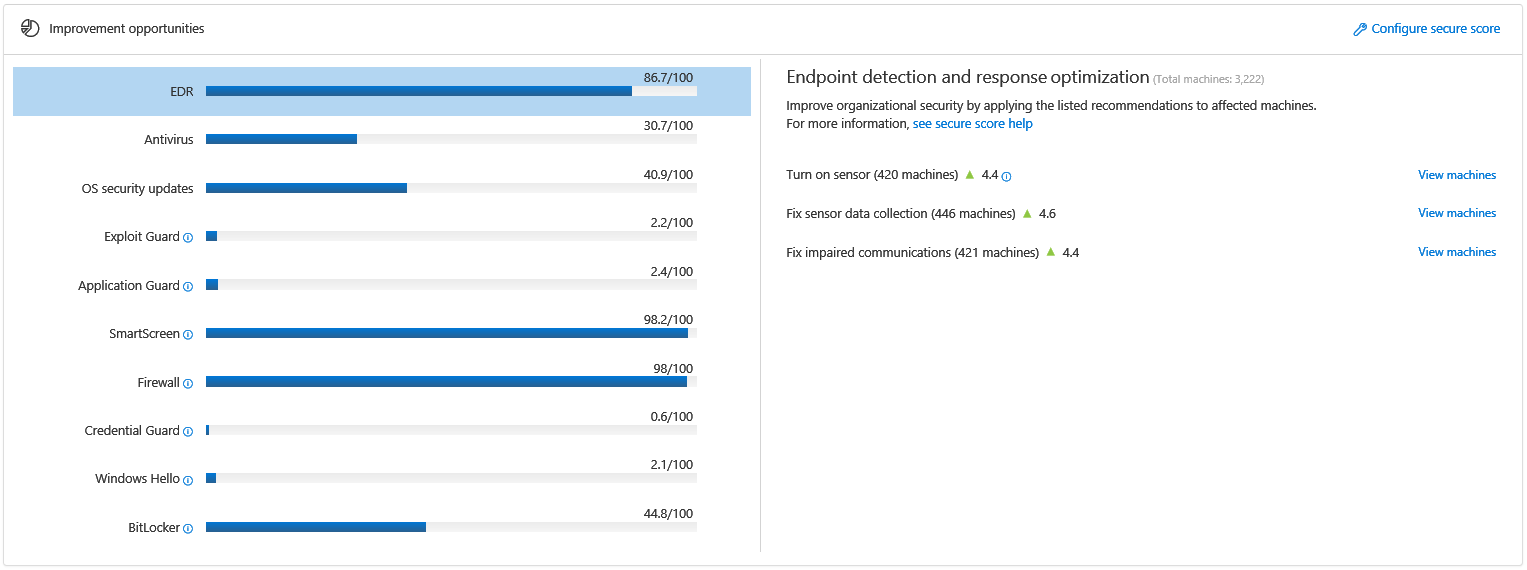 Improvement opportunities
Configure secure score
EDR 86.7/100
Antivirus 30.7/100
OS security updates 40.9/100
Exploit Guard 2.2/100
Application Guard 2.4/100
SmartScreen 98.2/100
Firewall 98/100
Credential Guard 0.6/100
Windows Hello 2.1/100
BitLocker 44.8/100
Endpoint detection and response optimization (Total machines: 3,222)
Improve organizational security by applying the listed recommendations to affected machines.
For more information, see secure score help
Turn on sensor (420 machines) 4.4 View machines
Fix sensor data collection (446 machines) 4.6 View machines
Fix impaired communications (421 machines) 4.4 View machines